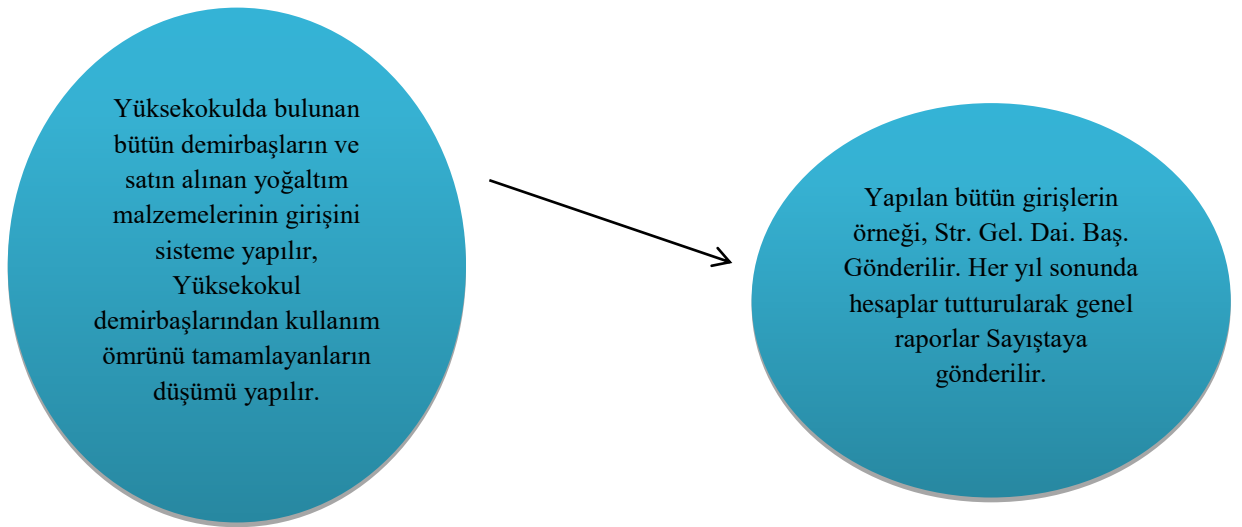 Yüksekokulda bulunan
bütün demirbaşların ve
satın alınan yoğaltım
malzemelerinin girişini
sisteme yapılır,
Yüksekokul
demirbaşlarından kullanım
ömrünü tamamlayanların
düşümü yapılır.
Yapılan bütün girişlerin
örneği, Str. Gel. Dai. Baş.
Gönderilir. Her yıl sonunda
hesaplar tutturularak genel
raporlar Sayıştaya
gönderilir.